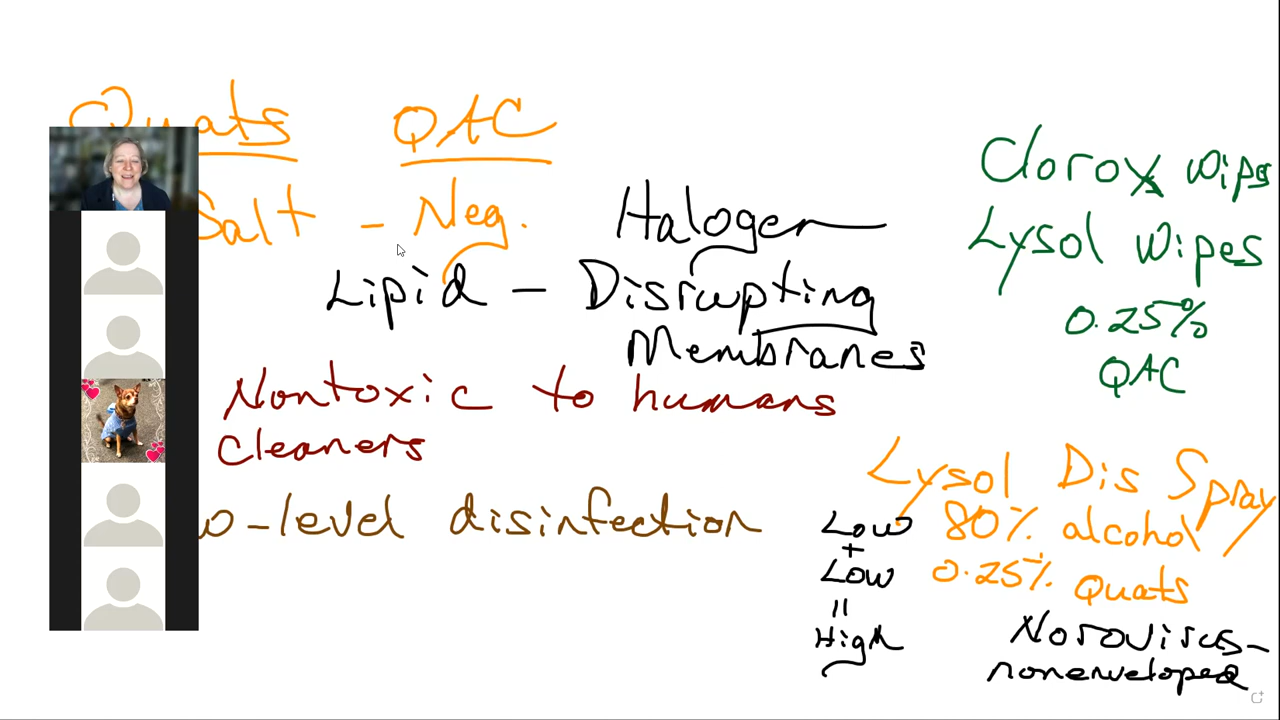 Quats QAC
Salt - Neg. Halogen
Lipid - Disrupting
Membranes
Nontoxic to humans
cleaners
-level disinfection
Clorox wipes
Lysol wipes
0.25%
QAC
Lysol Dis Spray
Low 80% alcohol
+
Low 0.25% Quats
=
High
Norovirus-
nonenveloped